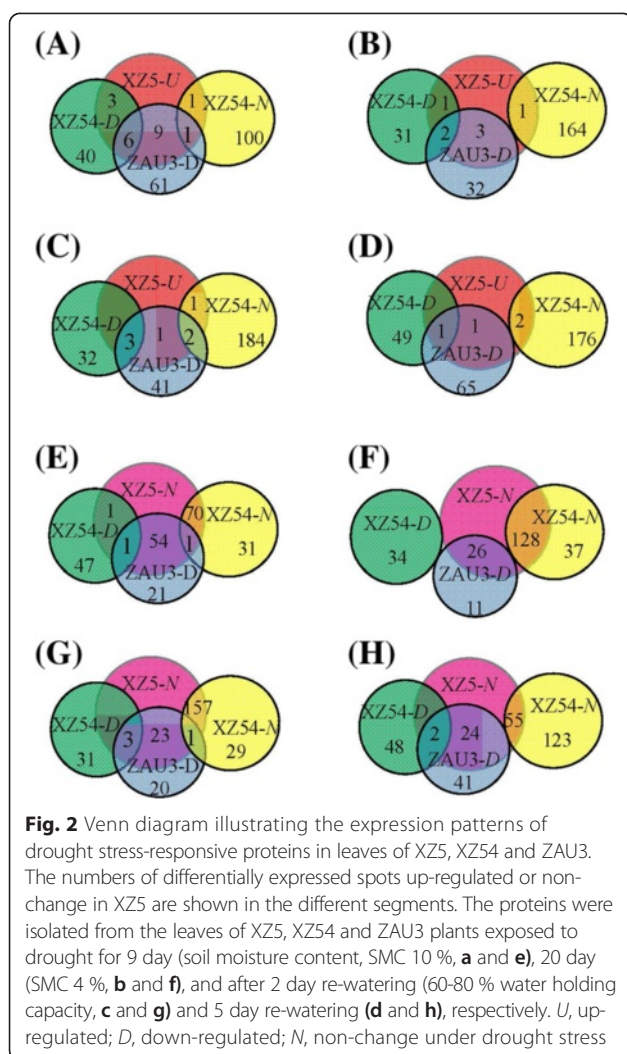 (A)
XZ5-U
XZ54-D
3
1
XZ54-N
6
9
1
100
40
ZAU3-D
61
(B)
XZ5-U
XZ54-D
1
1
XZ54-N
31
2
3
164
ZAU3-D
32
(C)
XZ5-U
XZ54-D
1
XZ54-N
32
3
1
2
184
ZAU3-D
41
(D)
XZ5-U
XZ54-D
2
XZ54-N
49
1
1
176
ZAU3-D
65
(E)
XZ5-N
XZ54-D
1
70
XZ54-N
47
1
54
1
31
ZAU3-D
21
(F)
XZ5-N
XZ54-D
128
XZ54-N
34
26
37
ZAU3-D
11
(G)
XZ5-N
XZ54-D
157
XZ54-N
31
3
23
1
29
ZAU3-D
20
(H)
XZ5-N
XZ54-D
55
XZ54-N
48
2
24
123
ZAU3-D
41
Fig. 2 Venn diagram illustrating the expression patterns of
drought stress-responsive proteins in leaves of XZ5, XZ54 and ZAU3.
The numbers of differentially expressed spots up-regulated or non-
change in XZ5 are shown in the different segments. The proteins were
isolated from the leaves of XZ5, XZ54 and ZAU3 plants exposed to
drought for 9 day (soil moisture content, SMC 10 %, a and e), 20 day
(SMC 4 %, b and f), and after 2 day re-watering (60-80 % water holding
capacity, c and g) and 5 day re-watering (d and h), respectively. U, up-
regulated; D, down-regulated; N, non-change under drought stress